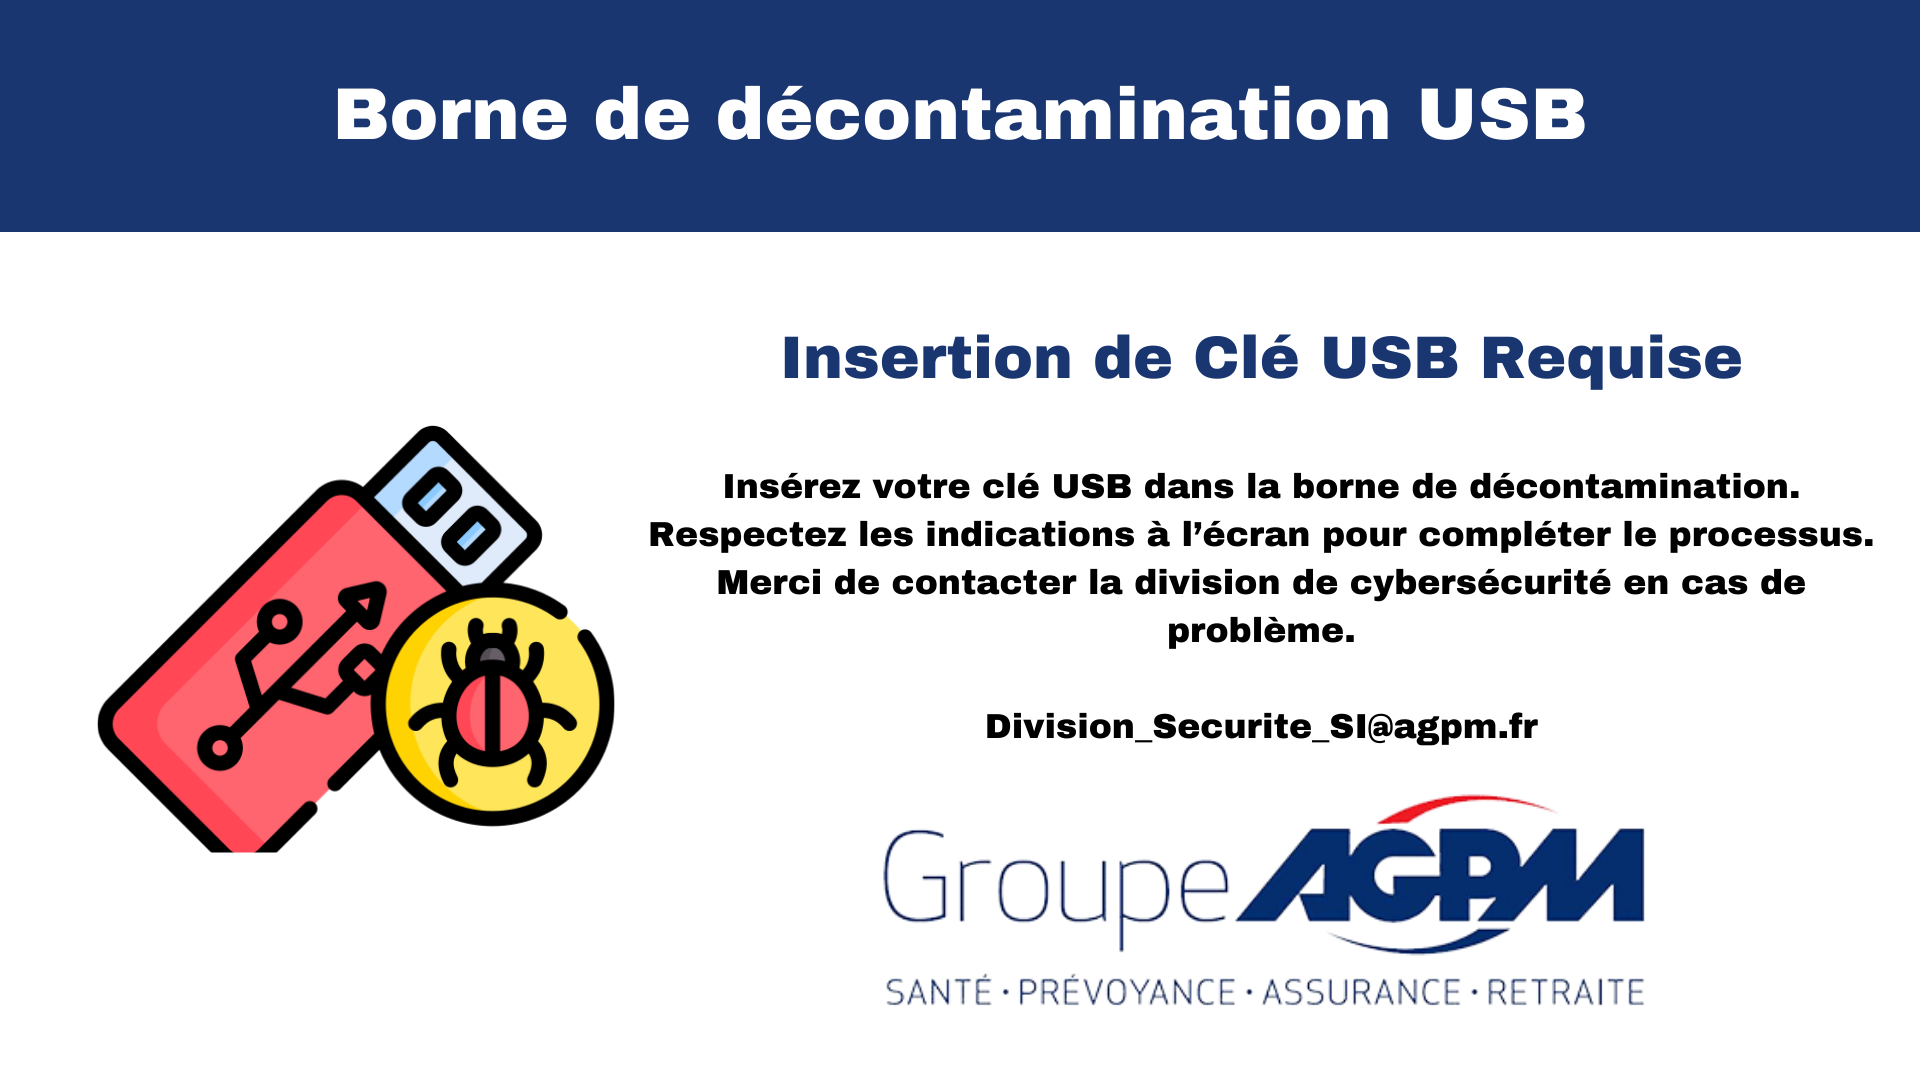 Borne de décontamination USB
Insertion de Clé USB Requise
Insérez votre clé USB dans la borne de décontamination.
Respectez les indications à l’écran pour compléter le processus.
Merci de contacter la division de cybersécurité en cas de
problème.
Division_Securite_SI@agpm.fr
Groupe AGPM
SANTÉ · PRÉVOYANCE · ASSURANCE · RETRAITE